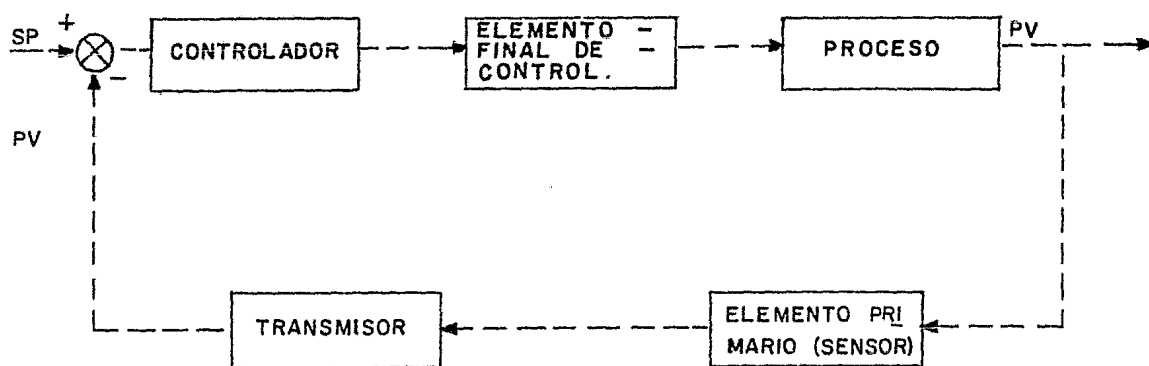 SP
+
-
CONTROLADOR
ELEMENTO -
FINAL DE -
CONTROL.
PROCESO
PV
PV
TRANSMISOR
ELEMENTO PRI
MARIO (SENSOR)